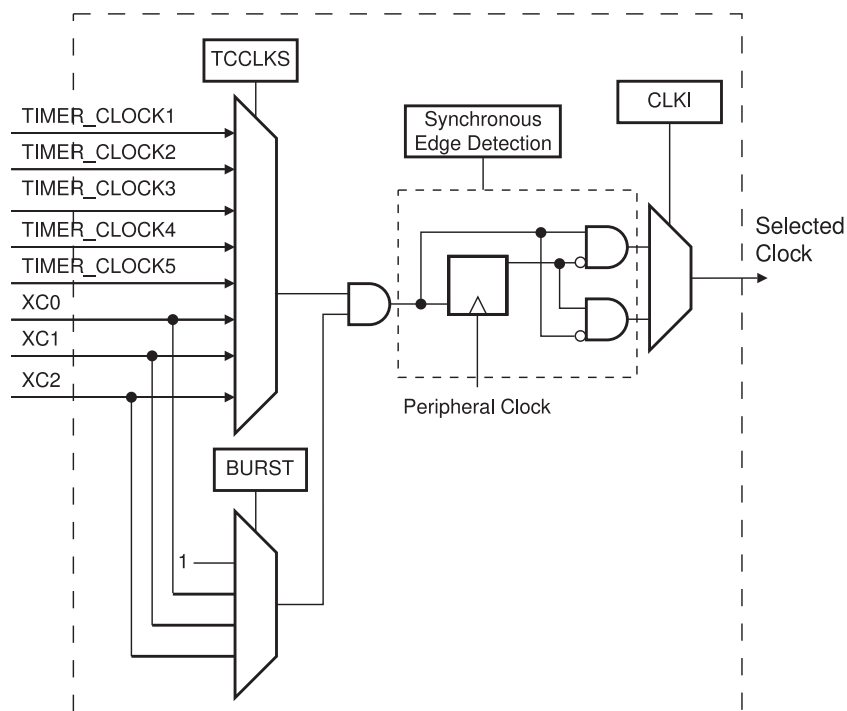 TCCLKS
TIMER_CLOCK1
TIMER_CLOCK2
TIMER_CLOCK3
TIMER_CLOCK4
TIMER_CLOCK5
XC0
XC1
XC2
Synchronous
Edge Detection
CLKI
Selected
Clock
Peripheral Clock
BURST
1